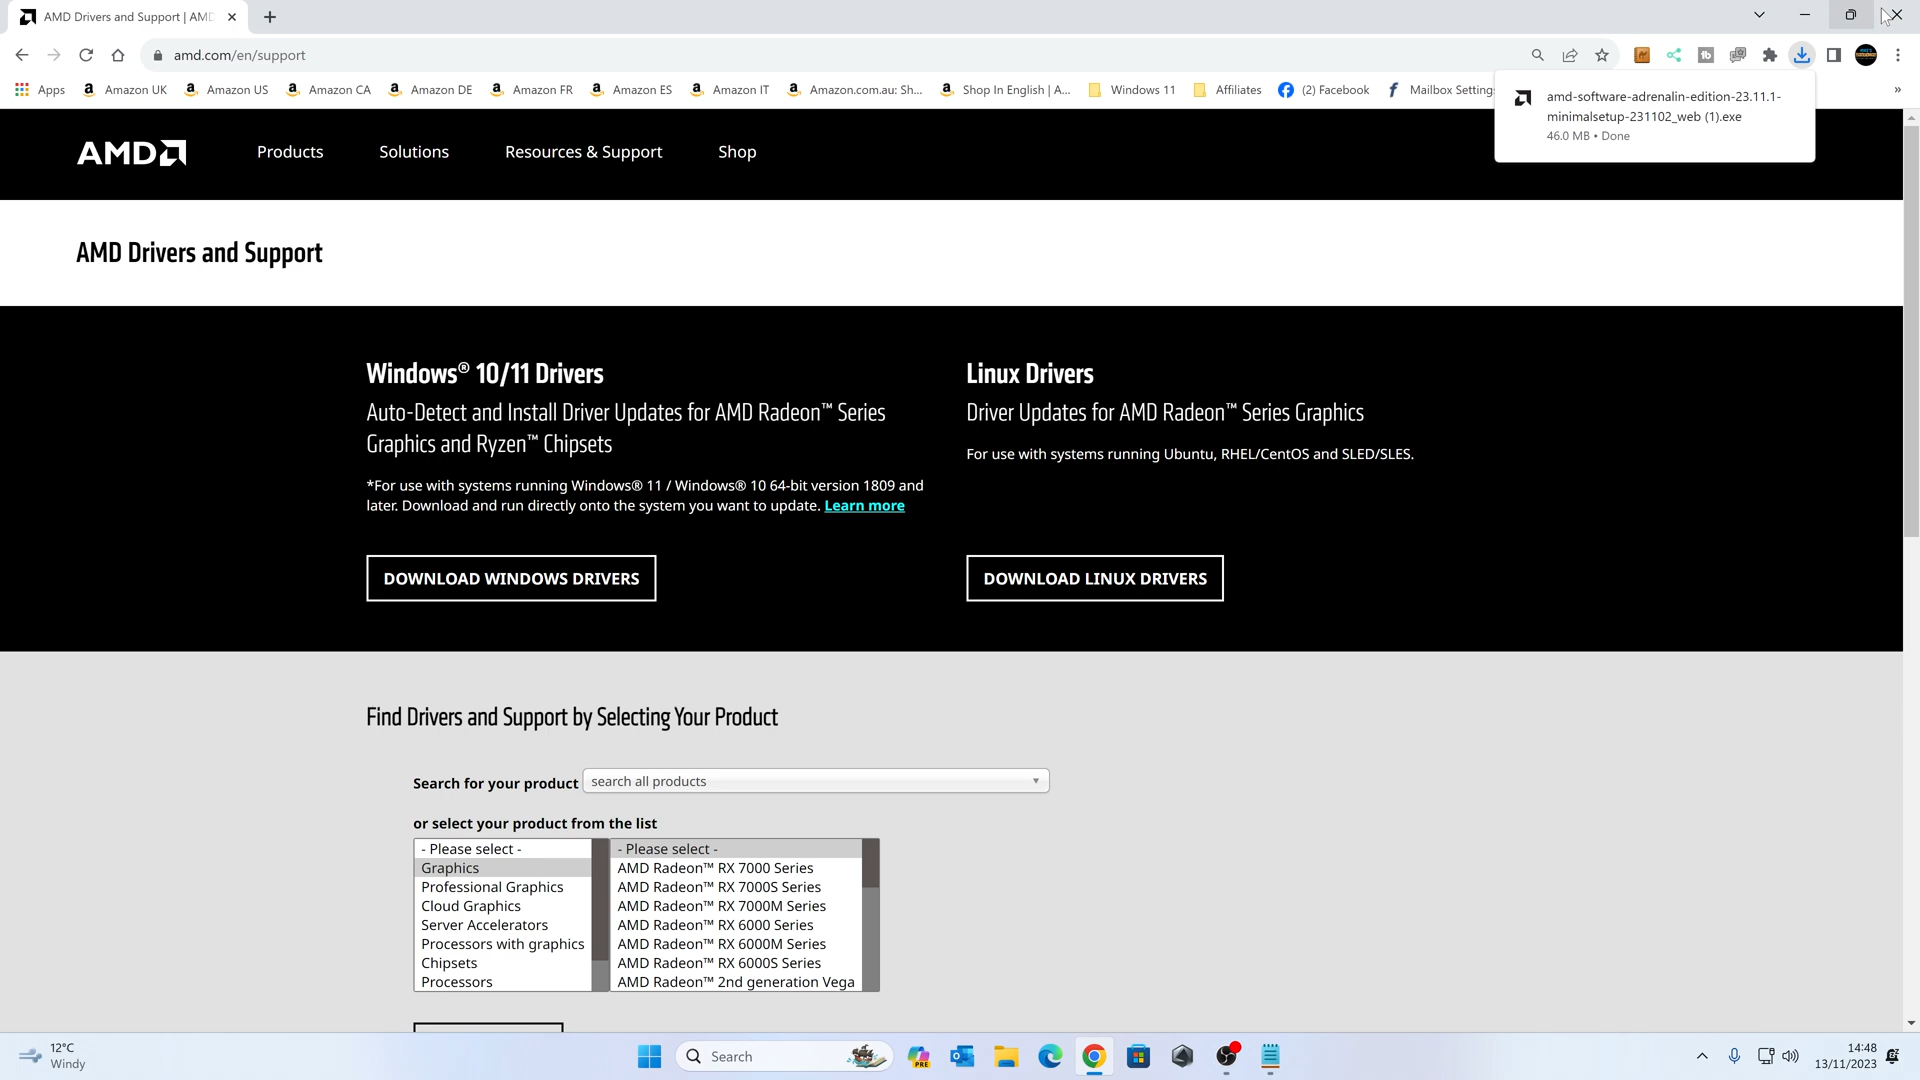 AMD Drivers and Support | AMD
amd.com/en/support
Apps
Amazon UK
Amazon US
Amazon CA
Amazon DE
Amazon FR
Amazon ES
Amazon IT
Amazon.com.au: Sh...
Shop In English | A...
Windows 11
Affiliates
(2) Facebook
Mailbox Settings
»
amd-software-adrenalin-edition-23.11.1-
minimalsetup-231102_web (1).exe
46.0 MB • Done
AMD
Products
Solutions
Resources & Support
Shop
AMD Drivers and Support
Windows® 10/11 Drivers
Auto-Detect and Install Driver Updates for AMD Radeon™ Series
Graphics and Ryzen™ Chipsets
*For use with systems running Windows® 11 / Windows® 10 64-bit version 1809 and
later. Download and run directly onto the system you want to update. Learn more
DOWNLOAD WINDOWS DRIVERS
Linux Drivers
Driver Updates for AMD Radeon™ Series Graphics
For use with systems running Ubuntu, RHEL/CentOS and SLED/SLES.
DOWNLOAD LINUX DRIVERS
Find Drivers and Support by Selecting Your Product
Search for your product
search all products
or select your product from the list
- Please select -
Graphics
Professional Graphics
Cloud Graphics
Server Accelerators
Processors with graphics
Chipsets
Processors
- Please select -
AMD Radeon™ RX 7000 Series
AMD Radeon™ RX 7000S Series
AMD Radeon™ RX 7000M Series
AMD Radeon™ RX 6000 Series
AMD Radeon™ RX 6000M Series
AMD Radeon™ RX 6000S Series
AMD Radeon™ 2nd generation Vega
12°C
Windy
Search
PRE
14:48
13/11/2023